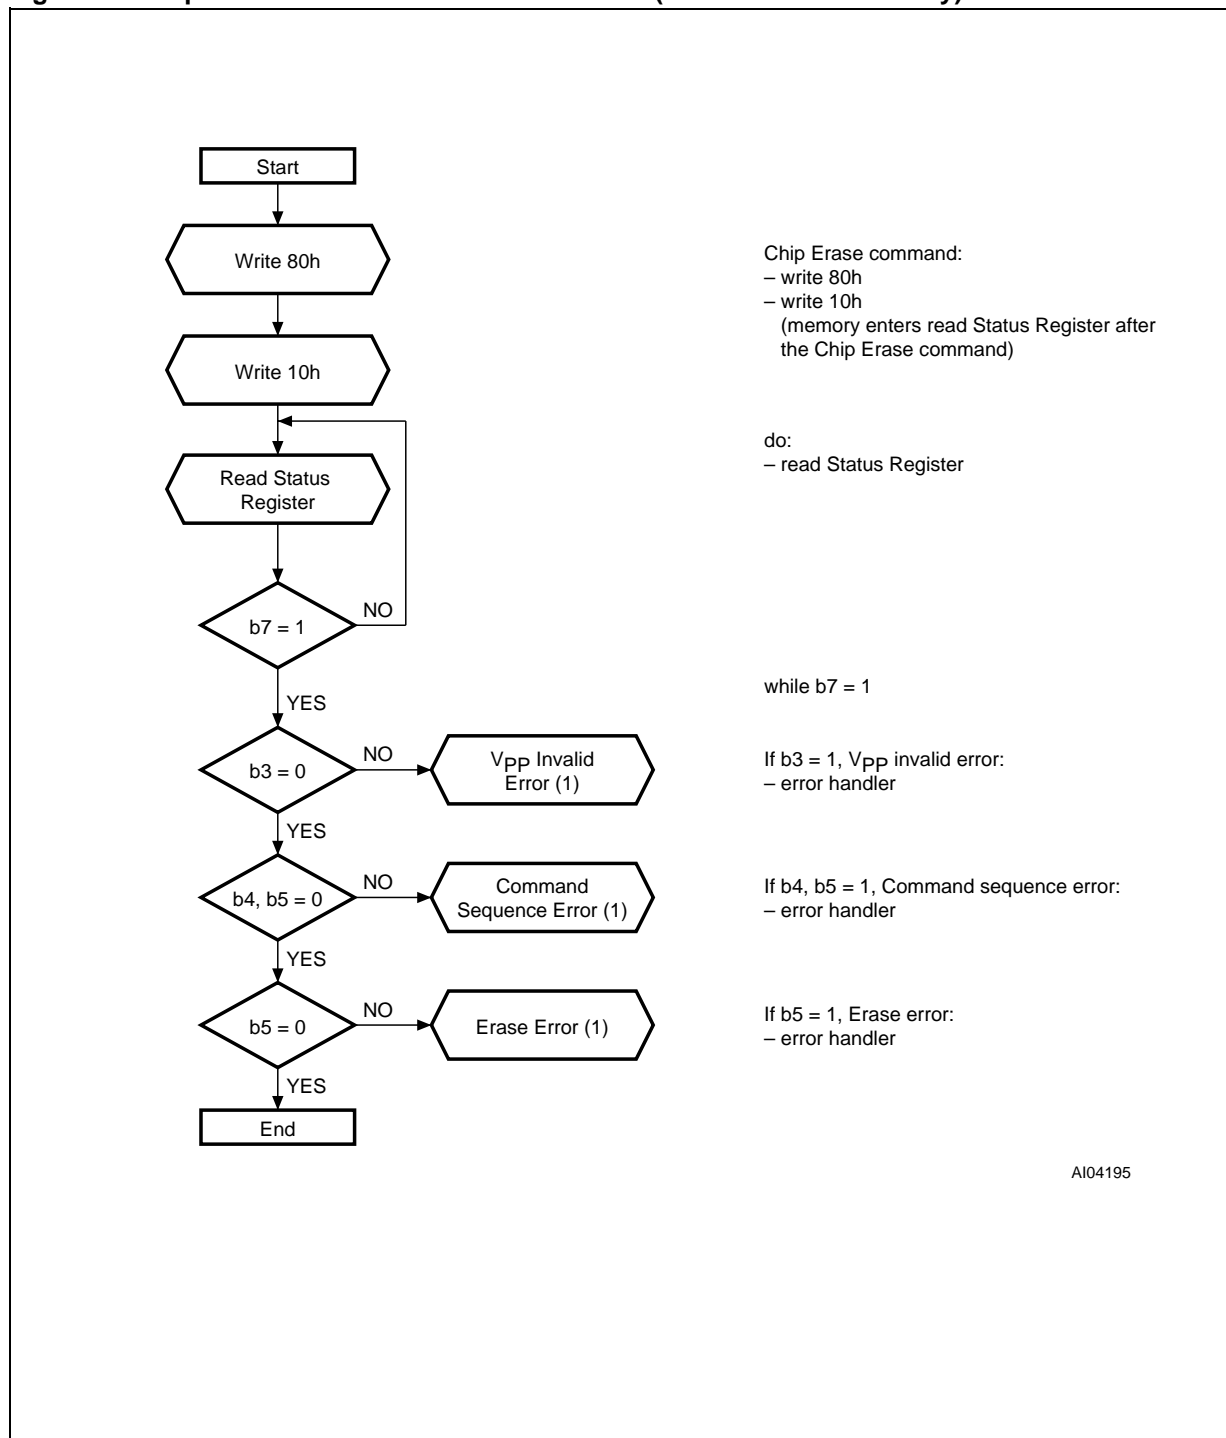 Start
Write 80h
Chip Erase command:
– write 80h
– write 10h
(memory enters read Status Register after
the Chip Erase command)
Write 10h
do:
– read Status Register
Read Status
Register
NO
b7 = 1
while b7 = 1
YES
NO
b3 = 0
VPP Invalid
Error (1)
If b3 = 1, VPP invalid error:
– error handler
YES
NO
b4, b5 = 0
Command
Sequence Error (1)
If b4, b5 = 1, Command sequence error:
– error handler
YES
NO
b5 = 0
Erase Error (1)
If b5 = 1, Erase error:
– error handler
YES
End
AI04195